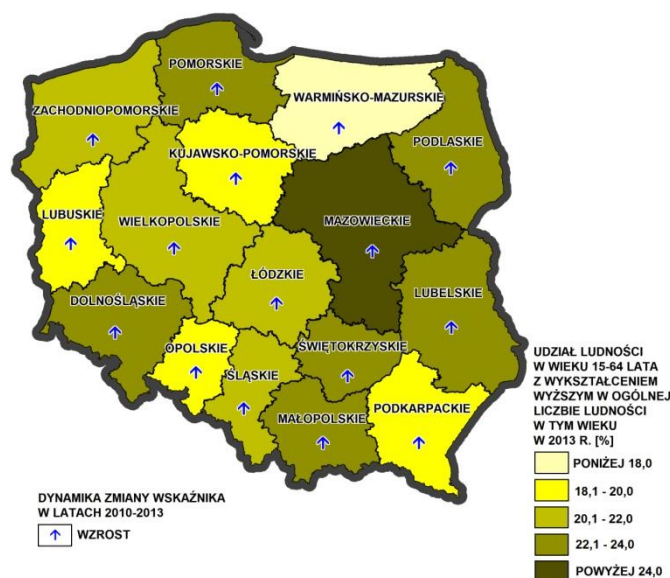 POMORSKIE
WARMIŃSKO-MAZURSKIE
ZACHODNIOPOMORSKIE
PODLASKIE
KUJAWSKO-POMORSKIE
LUBUSKIE
WIELKOPOLSKIE
MAZOWIECKIE
ŁÓDZKIE
LUBELSKIE
DOLNOŚLĄSKIE
OPOLSKIE
ŚWIĘTOKRZYSKIE
ŚLĄSKIE
MAŁOPOLSKIE
PODKARPACKIE
UDZIAŁ LUDNOŚCI
W WIEKU 15-64 LATA
Z WYKSZTAŁCENIEM
WYŻSZYM W OGÓLNEJ
LICZBIE LUDNOŚCI
W TYM WIEKU
W 2013 R. [%]
PONIŻEJ 18,0
18,1 - 20,0
20,1 - 22,0
22,1 - 24,0
POWYŻEJ 24,0
DYNAMIKA ZMIANY WSKAŹNIKA
W LATACH 2010-2013
WZROST